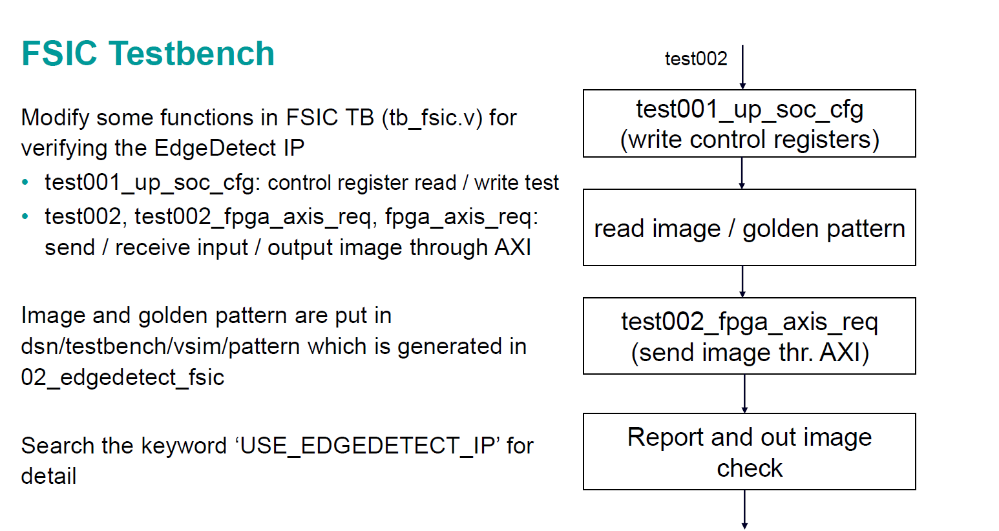 FSIC Testbench
Modify some functions in FSIC TB (tb_fsic.v) for
verifying the EdgeDetect IP
• test001_up_soc_cfg: control register read / write test
• test002, test002_fpga_axis_req, fpga_axis_req:
send / receive input / output image through AXI
Image and golden pattern are put in
dsn/testbench/vsim/pattern which is generated in
02_edgedetect_fsic
Search the keyword ‘USE_EDGEDETECT_IP’ for
detail
test002
test001_up_soc_cfg
(write control registers)
read image / golden pattern
test002_fpga_axis_req
(send image thr. AXI)
Report and out image
check